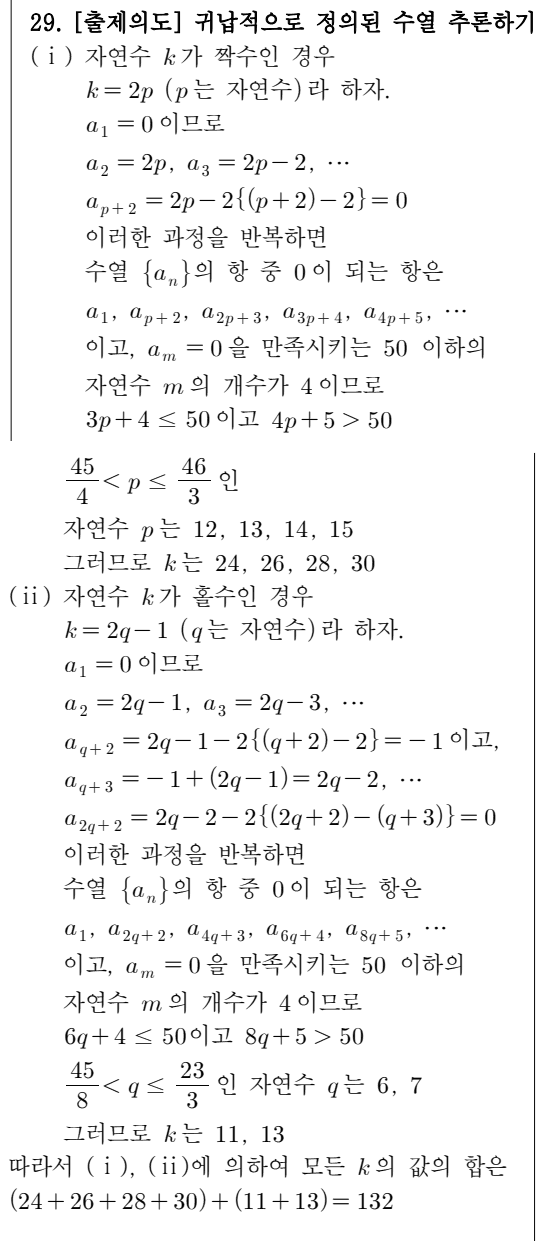 29. [출제의도] 귀납적으로 정의된 수열 추론하기
(ⅰ) 자연수 k가 짝수인 경우
k=2p (p는 자연수)라 하자.
a₁=0이므로
a₂=2p, a₃=2p−2, ⋯
a_{p+2}=2p−2{(p+2)−2}=0
이러한 과정을 반복하면
수열 {aₙ}의 항 중 0이 되는 항은
a₁, a_{p+2}, a_{2p+3}, a_{3p+4}, a_{4p+5}, ⋯
이고, aₘ=0을 만족시키는 50 이하의
자연수 m의 개수가 4이므로
3p+4≤50이고 4p+5>50
45/4<p≤46/3인
자연수 p는 12, 13, 14, 15
그러므로 k는 24, 26, 28, 30
(ⅱ) 자연수 k가 홀수인 경우
k=2q−1 (q는 자연수)라 하자.
a₁=0이므로
a₂=2q−1, a₃=2q−3, ⋯
a_{q+2}=2q−1−2{(q+2)−2}=−1이고,
a_{q+3}=−1+(2q−1)=2q−2, ⋯
a_{2q+2}=2q−2−2{(2q+2)−(q+3)}=0
이러한 과정을 반복하면
수열 {aₙ}의 항 중 0이 되는 항은
a₁, a_{2q+2}, a_{4q+3}, a_{6q+4}, a_{8q+5}, ⋯
이고, aₘ=0을 만족시키는 50 이하의
자연수 m의 개수가 4이므로
6q+4≤50이고 8q+5>50
45/8<q≤23/3인 자연수 q는 6, 7
그러므로 k는 11, 13
따라서 (ⅰ), (ⅱ)에 의하여 모든 k의 값의 합은
(24+26+28+30)+(11+13)=132